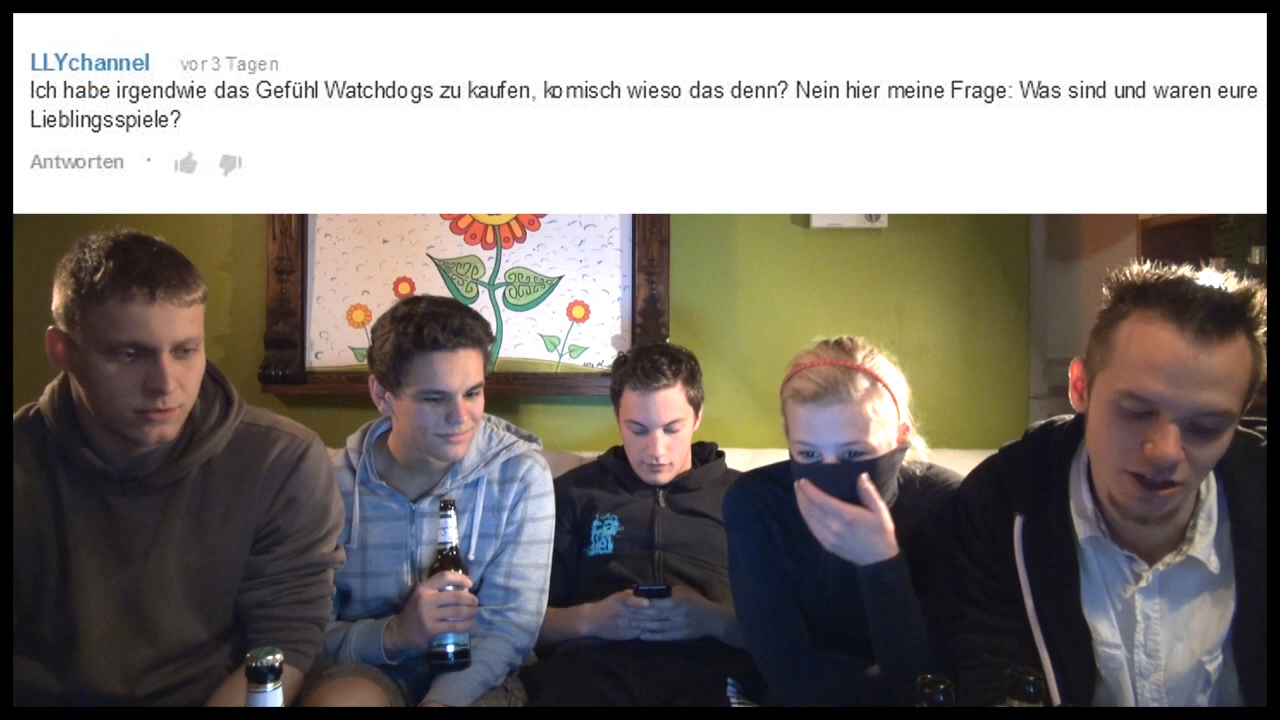 LLYchannel vor 3 Tagen
Ich habe irgendwie das Gefühl Watchdogs zu kaufen, komisch wieso das denn? Nein hier meine Frage: Was sind und waren eure
Lieblingsspiele?
Antworten ·